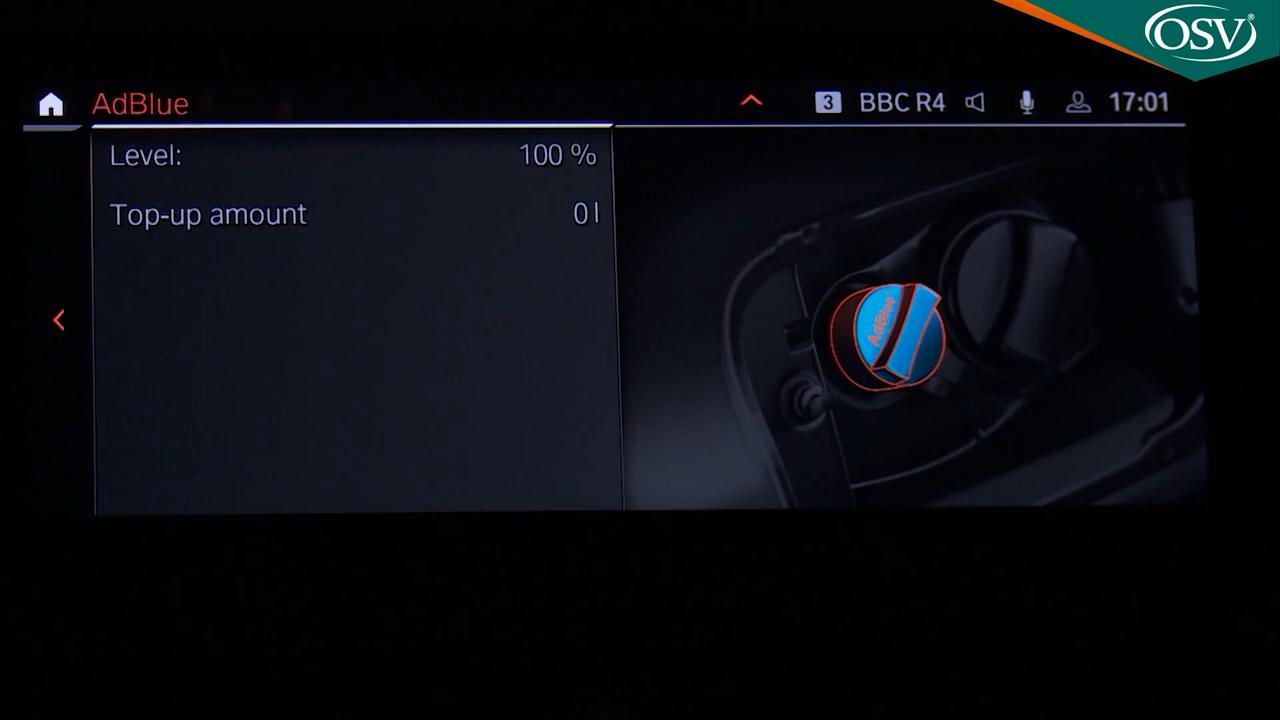 OSV®
AdBlue
3 BBC R4 17:01
Level: 100 %
Top-up amount 0 l
AdBlue